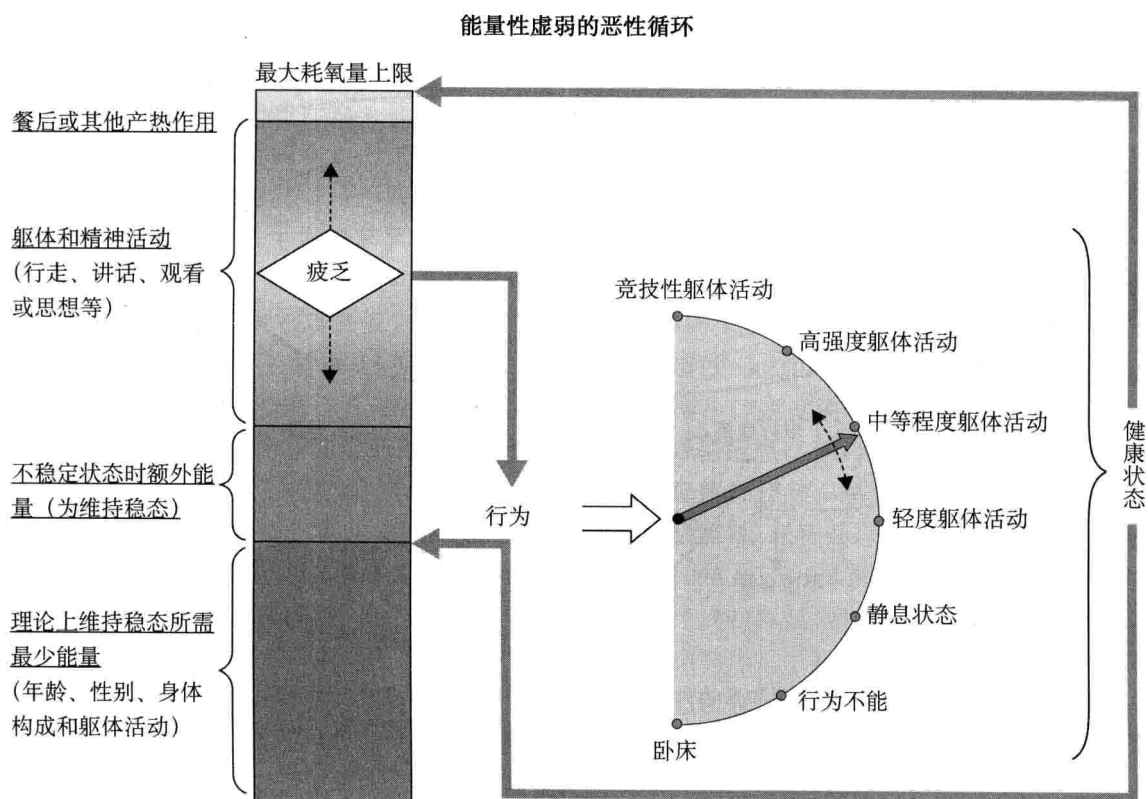 能量性虚弱的恶性循环
最大耗氧量上限
餐后或其他产热作用
躯体和精神活动
(行走、讲话、观看
或思想等)
疲乏
不稳定状态时额外能
量(为维持稳态)
理论上维持稳态所需
最少能量
(年龄、性别、身体
构成和躯体活动)
行为
竞技性躯体活动
高强度躯体活动
中等程度躯体活动
轻度躯体活动
静息状态
行为不能
卧床
健康状态